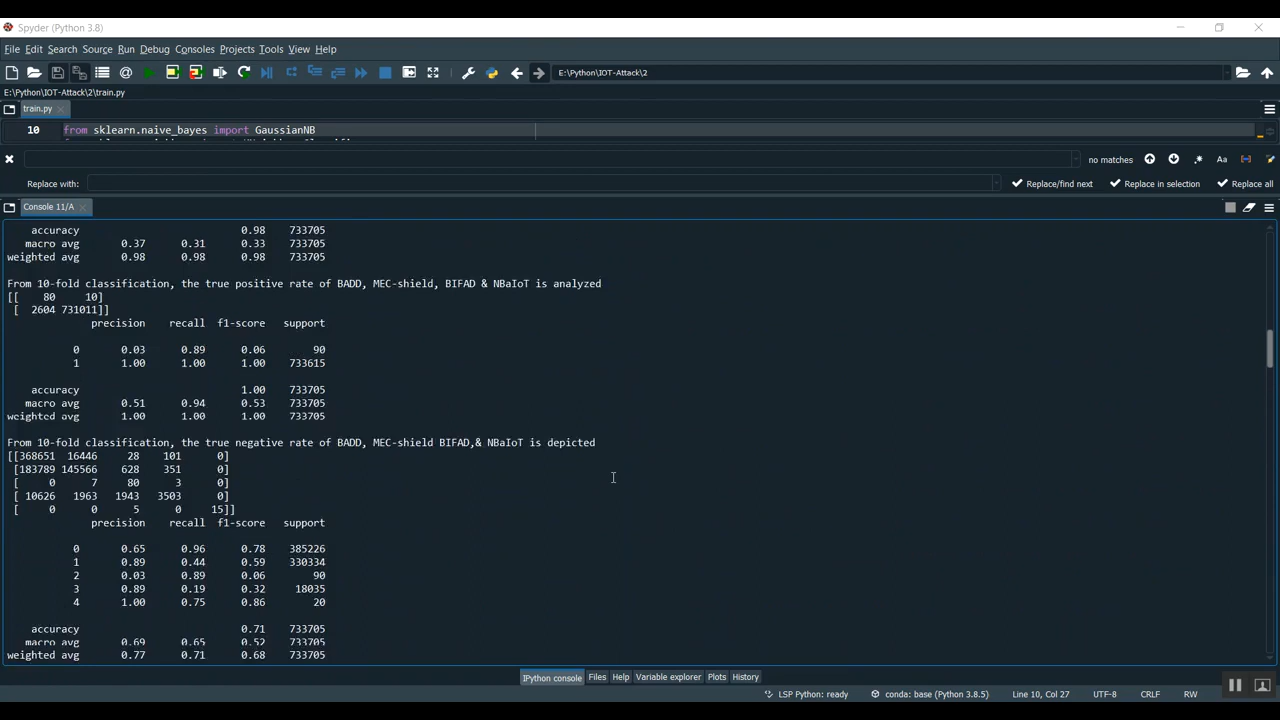 Spyder (Python 3.8)
File Edit Search Source Run Debug Consoles Projects Tools View Help
E:\Python\IOT-Attack\2
E:\Python\IOT-Attack\2\train.py
train.py
10 from sklearn.naive_bayes import GaussianNB
no matches
Aa
Replace with:
Replace/find next Replace in selection Replace all
Console 11/A
accuracy 0.98 733705
macro avg 0.37 0.31 0.33 733705
weighted avg 0.98 0.98 0.98 733705
From 10-fold classification, the true positive rate of BADD, MEC-shield, BIFAD & NBaIoT is analyzed
[[ 80 10]
[ 2604 731011]]
precision recall f1-score support
0 0.03 0.89 0.06 90
1 1.00 1.00 1.00 733615
accuracy 1.00 733705
macro avg 0.51 0.94 0.53 733705
weighted avg 1.00 1.00 1.00 733705
From 10-fold classification, the true negative rate of BADD, MEC-shield BIFAD,& NBaIoT is depicted
[[368651 16446 28 101 0]
[183789 145566 628 351 0]
[ 0 7 80 3 0]
[ 10626 1963 1943 3503 0]
[ 0 0 5 0 15]]
precision recall f1-score support
0 0.65 0.96 0.78 385226
1 0.89 0.44 0.59 330334
2 0.03 0.89 0.06 90
3 0.89 0.19 0.32 18035
4 1.00 0.75 0.86 20
accuracy 0.71 733705
macro avg 0.69 0.65 0.52 733705
weighted avg 0.77 0.71 0.68 733705
IPython console Files Help Variable explorer Plots History
LSP Python: ready conda: base (Python 3.8.5) Line 10, Col 27 UTF-8 CRLF RW